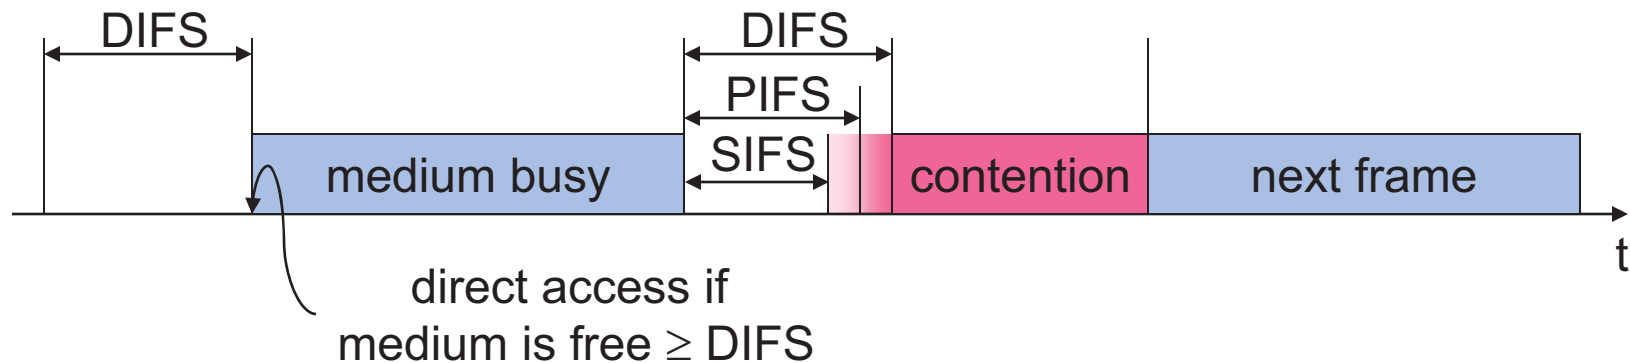 DIFS
DIFS
PIFS
SIFS
medium busy
contention
next frame
t
direct access if
medium is free ≥ DIFS